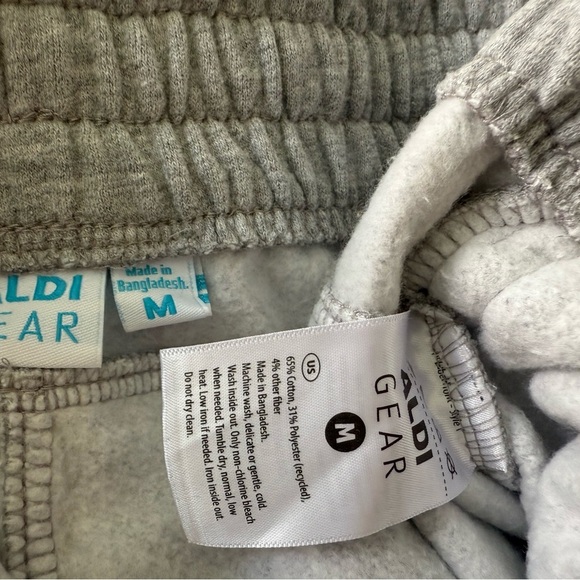 ALDI
GEAR
Made in
Bangladesh.
M
ALDI
GEAR
M
US
65% Cotton, 31% Polyester (recycled),
4% other fiber
Made in Bangladesh.
Machine wash, delicate or gentle, cold.
Wash inside out. Only non-chlorine bleach
when needed. Tumble dry, normal, low
heat. Low iron if needed. Iron inside out.
Do not dry clean.